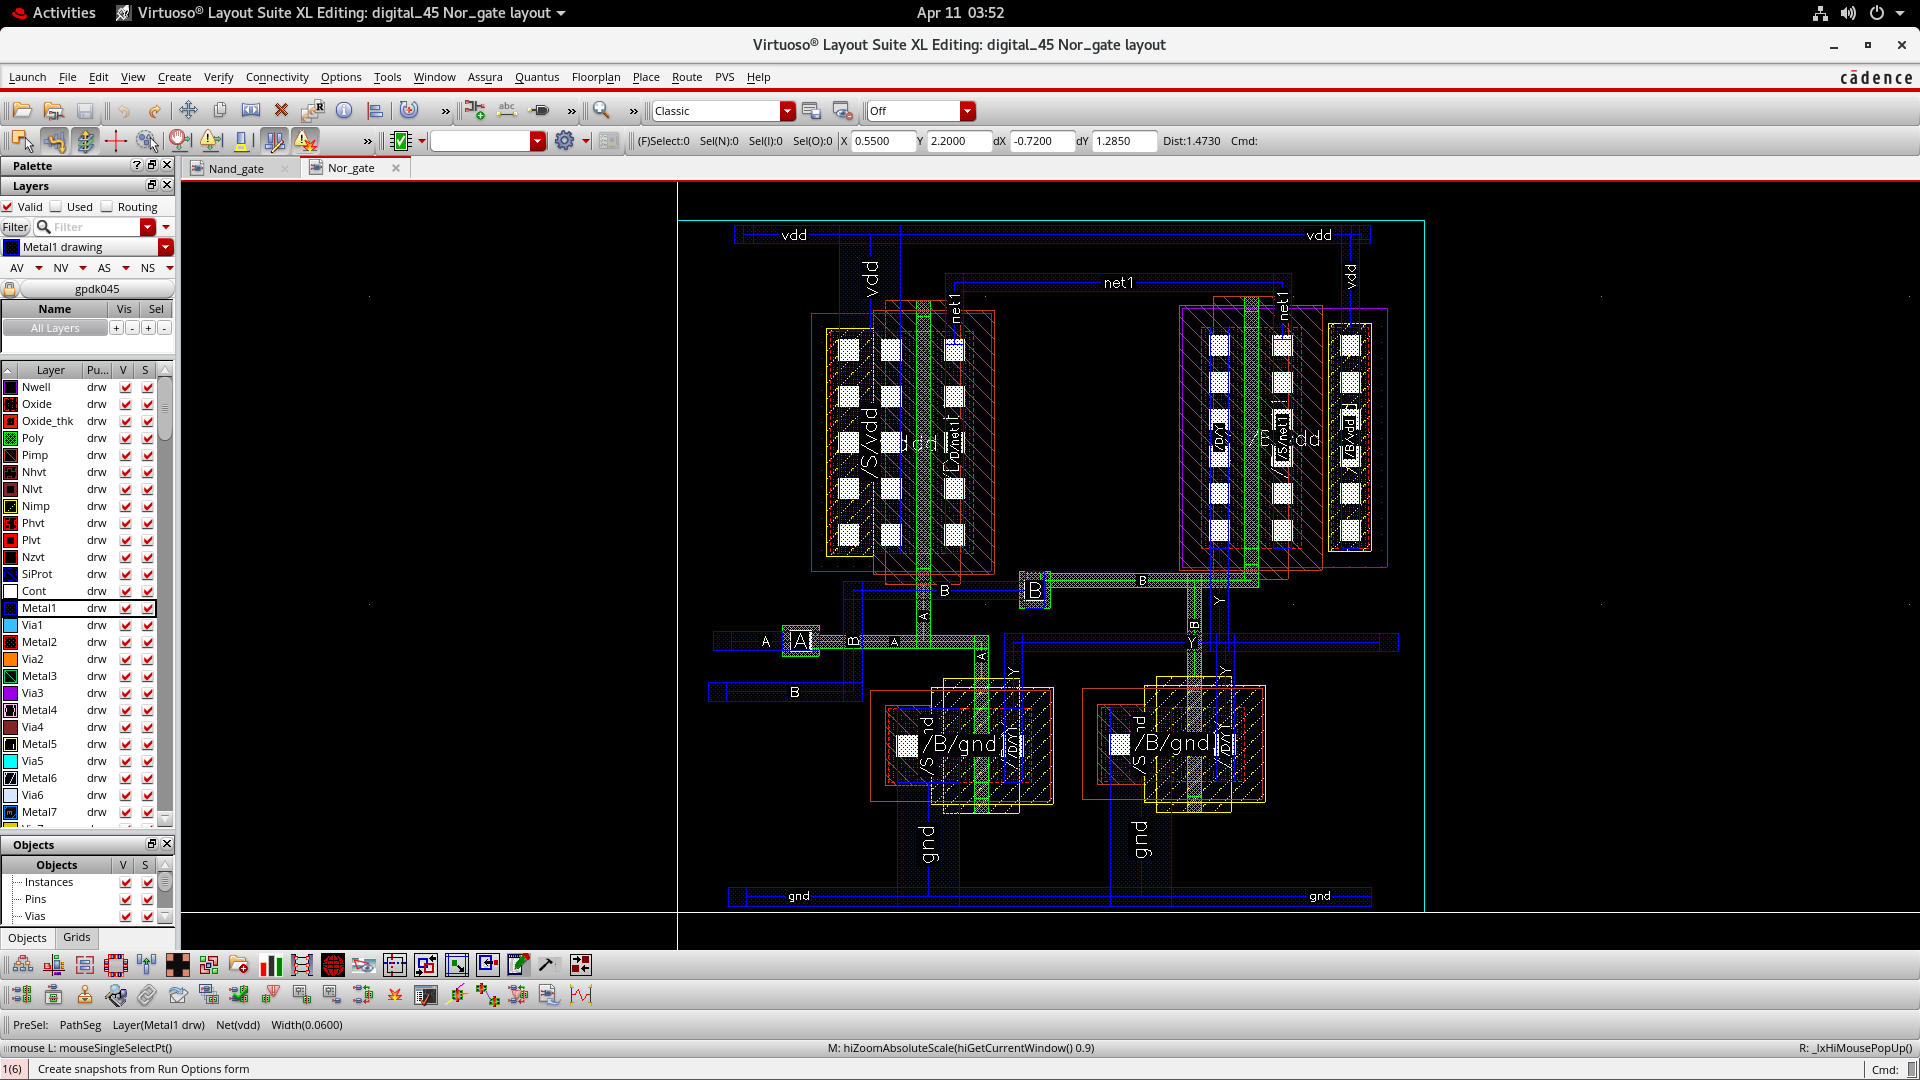 Activities Virtuoso® Layout Suite XL Editing: digital_45 Nor_gate layout Apr 11 03:52
Virtuoso® Layout Suite XL Editing: digital_45 Nor_gate layout
Launch File Edit View Create Verify Connectivity Options Tools Window Assura Quantus Floorplan Place Route PVS Help cādence
Classic Off
(F)Select:0 Sel(N):0 Sel(I):0 Sel(O):0 X 0.5500 Y 2.2000 dX -0.7200 dY 1.2850 Dist:1.4730 Cmd:
Palette
Nand_gate Nor_gate
Layers
Valid Used Routing
Filter Filter
Metal1 drawing
AV NV AS NS
gpdk045
Name Vis Sel
All Layers + - + -
Layer Pu... V S
Nwell drw
Oxide drw
Oxide_thk drw
Poly drw
Pimp drw
Nhvt drw
Nlvt drw
Nimp drw
Phvt drw
Plvt drw
Nzvt drw
SiProt drw
Cont drw
Metal1 drw
Via1 drw
Metal2 drw
Via2 drw
Metal3 drw
Via3 drw
Metal4 drw
Via4 drw
Metal5 drw
Via5 drw
Metal6 drw
Via6 drw
Metal7 drw
Objects
Objects V S
Instances
Pins
Vias
Objects Grids
vdd vdd
vdd vdd
net1
net1 net1
/S/vdd
/D/net1
/D/Y
/S/net1
/B/vdd
B
B B
A
Y
B
A A B A
Y
A Y Y
B
/B/gnd /D/Y
/B/gnd /D/Y
gnd gnd
gnd gnd
PreSel: PathSeg Layer(Metal1 drw) Net(vdd) Width(0.0600)
mouse L: mouseSingleSelectPt() M: hiZoomAbsoluteScale(hiGetCurrentWindow() 0.9) R: _lxHiMousePopUp()
1(6) Create snapshots from Run Options form Cmd: